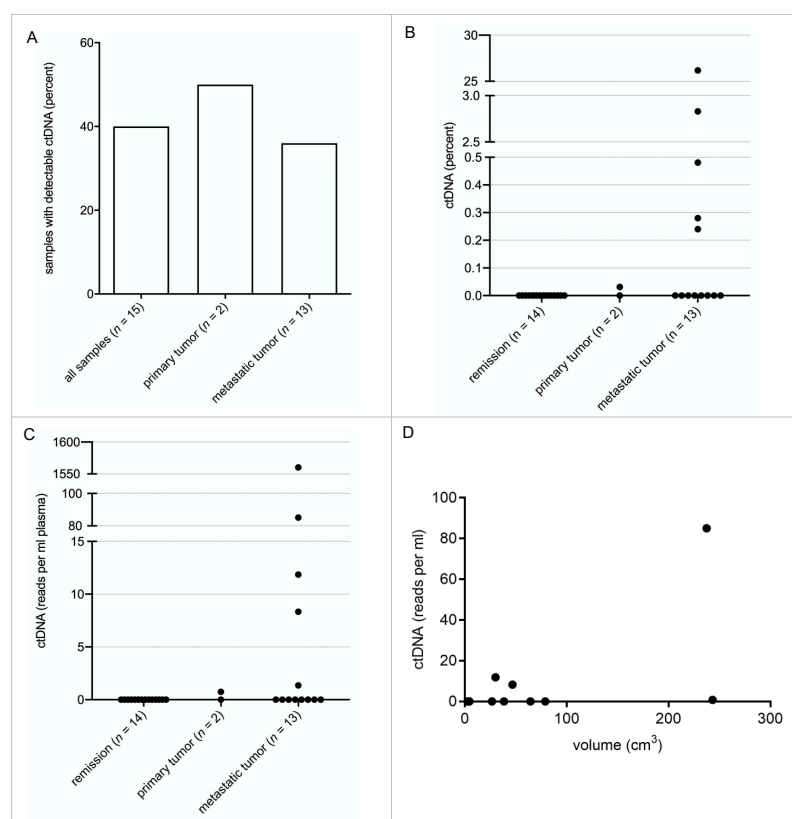 A
samples with detectable ctDNA (percent)
60
40
20
0
all samples (n = 15)
primary tumor (n = 2)
metastatic tumor (n = 13)
B
ctDNA (percent)
30
25
3.0
2.5
0.5
0.4
0.3
0.2
0.1
0.0
remission (n = 14)
primary tumor (n = 2)
metastatic tumor (n = 13)
C
ctDNA (reads per ml plasma)
1600
1550
100
80
15
10
5
0
remission (n = 14)
primary tumor (n = 2)
metastatic tumor (n = 13)
D
ctDNA (reads per ml)
100
80
60
40
20
0
0 100 200 300
volume (cm³)